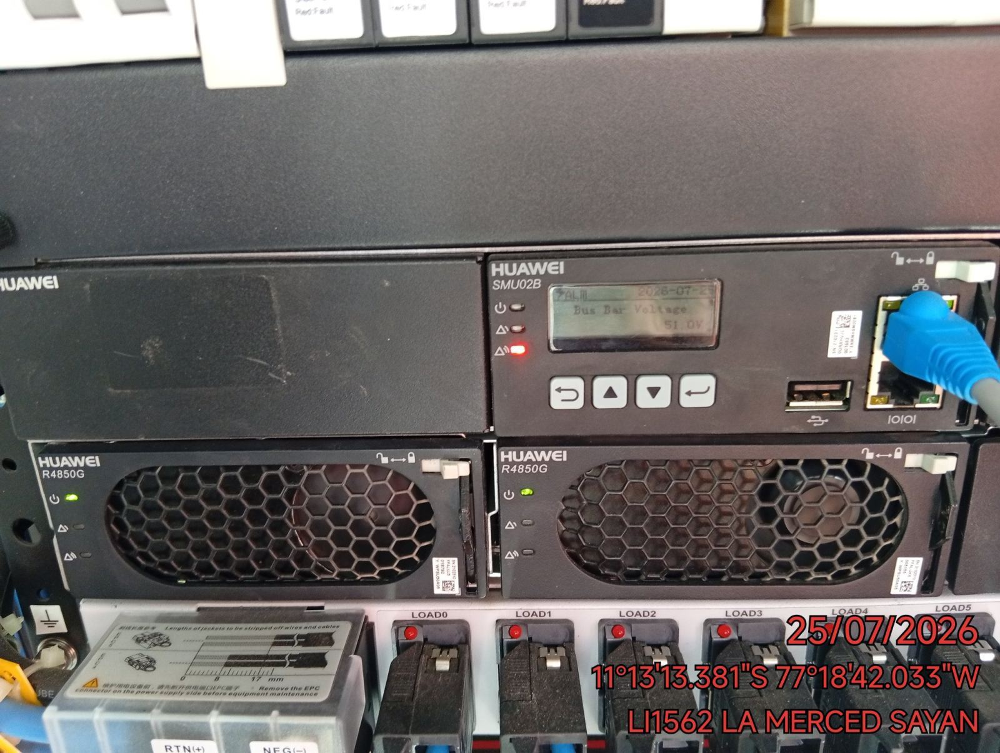 Red:Fault
Red:Fault
HUAWEI
HUAWEI
SMU02B
ALM
2026-07-2
Bus Bar Voltage
51.0V
IOIOI
HUAWEI
R4850G
HUAWEI
R4850G
LOAD0
LOAD1
LOAD2
LOAD3
LOAD4
LOAD5
Lengths of jackets to be stripped off wires and cables
0 8 17 mm
Remove the EPC
connector on the power supply side before equipment maintenance
RTN(+)
NEG(-)
25/07/2026
11°13'13.381"S 77°18'42.033"W
LI1562 LA MERCED SAYAN